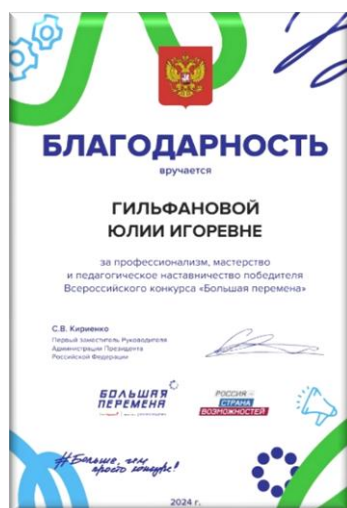 БЛАГОДАРНОСТЬ
вручается
ГИЛЬФАНОВОЙ
ЮЛИИ ИГОРЕВНЕ
за профессионализм, мастерство
и педагогическое наставничество победителя
Всероссийского конкурса «Большая перемена»
С.В. Кириенко
Первый заместитель Руководителя
Администрации Президента
Российской Федерации
БОЛЬШАЯ
ПЕРЕМЕНА
РОССИЯ –
СТРАНА
ВОЗМОЖНОСТЕЙ
#Больше, чем
просто конкурс!
2024 г.